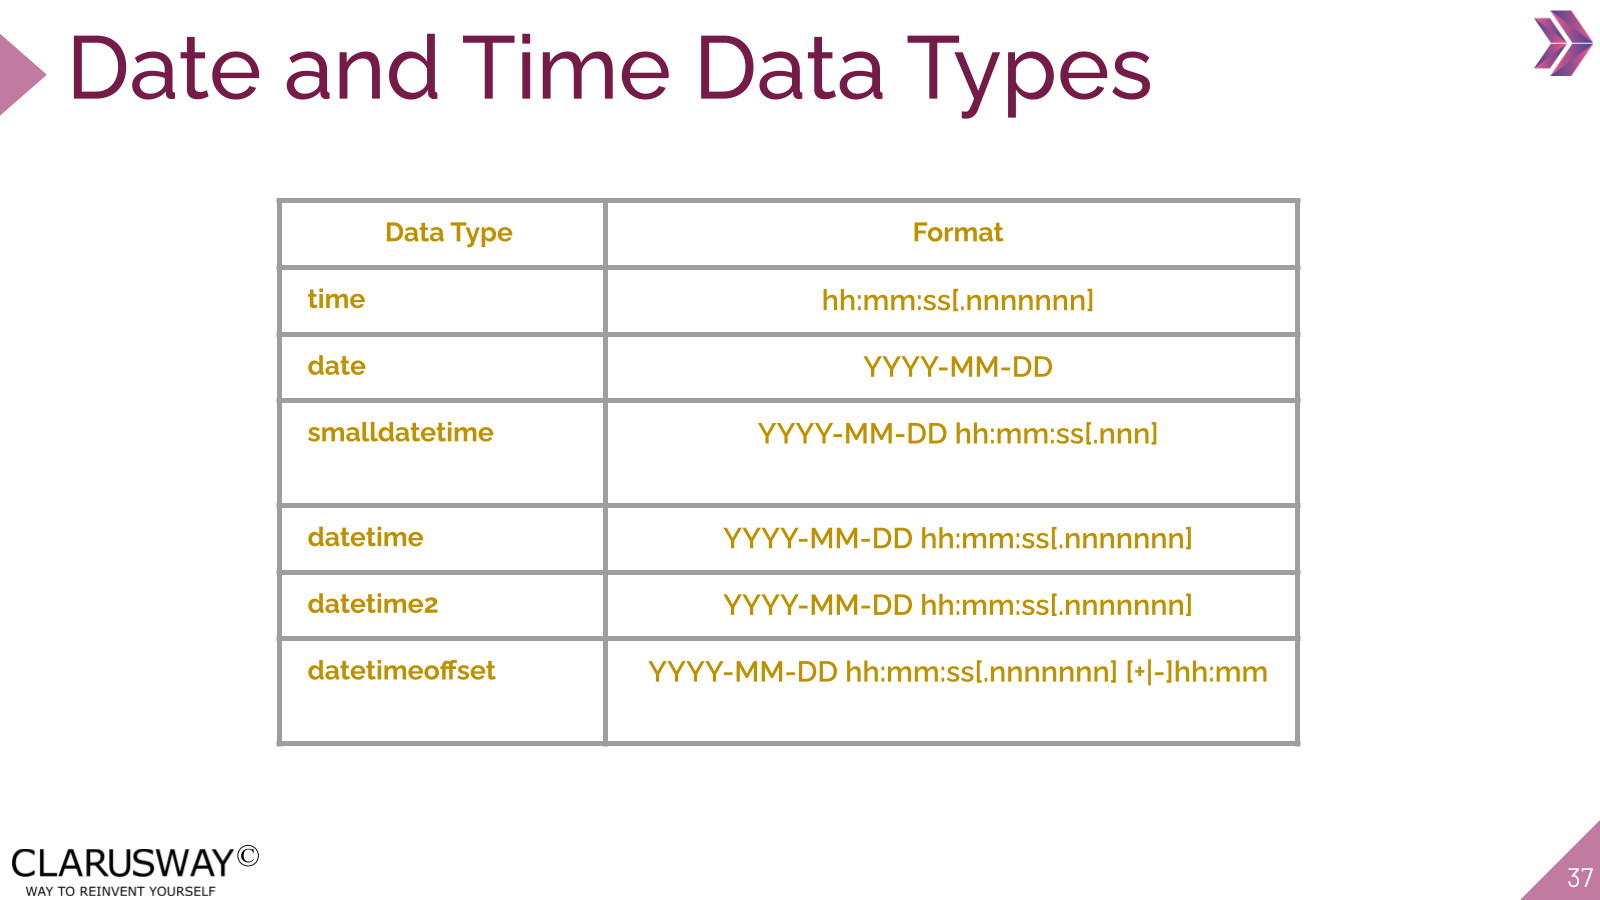 Date and Time Data Types
Data Type Format
time hh:mm:ss[.nnnnnnn]
date YYYY-MM-DD
smalldatetime YYYY-MM-DD hh:mm:ss[.nnn]
datetime YYYY-MM-DD hh:mm:ss[.nnnnnnn]
datetime2 YYYY-MM-DD hh:mm:ss[.nnnnnnn]
datetimeoffset YYYY-MM-DD hh:mm:ss[.nnnnnnn] [+|-]hh:mm
CLARUSWAY©
WAY TO REINVENT YOURSELF
37